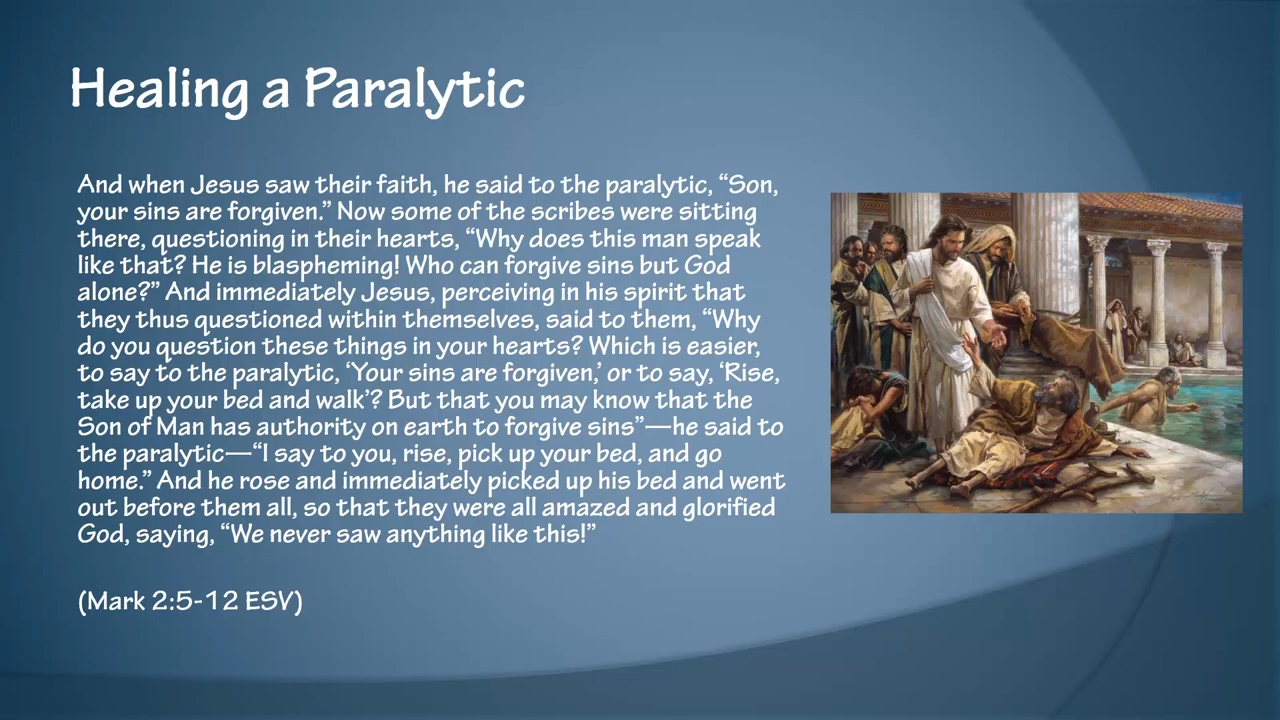 Healing a Paralytic
And when Jesus saw their faith, he said to the paralytic, “Son,
your sins are forgiven.” Now some of the scribes were sitting
there, questioning in their hearts, “Why does this man speak
like that? He is blaspheming! Who can forgive sins but God
alone?” And immediately Jesus, perceiving in his spirit that
they thus questioned within themselves, said to them, “Why
do you question these things in your hearts? Which is easier,
to say to the paralytic, ‘Your sins are forgiven,’ or to say, ‘Rise,
take up your bed and walk’? But that you may know that the
Son of Man has authority on earth to forgive sins”—he said to
the paralytic—“I say to you, rise, pick up your bed, and go
home.” And he rose and immediately picked up his bed and went
out before them all, so that they were all amazed and glorified
God, saying, “We never saw anything like this!”
(Mark 2:5-12 ESV)